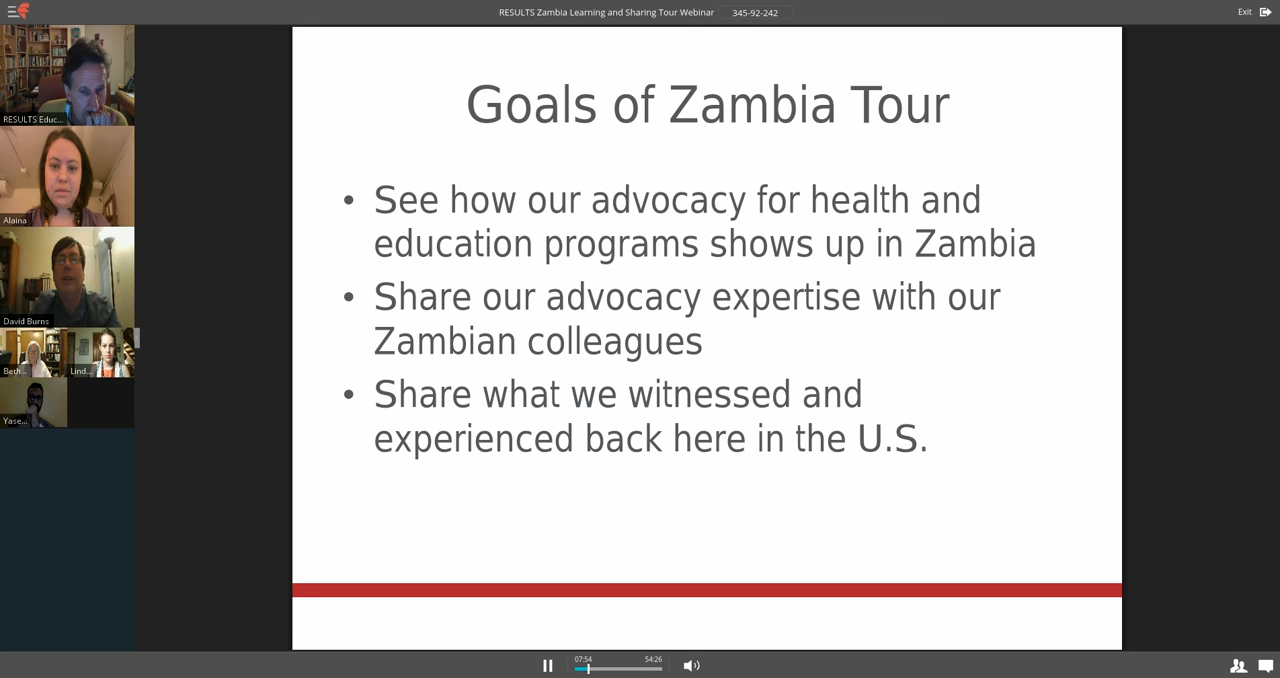 RESULTS Zambia Learning and Sharing Tour Webinar
345-92-242
Exit
RESULTS Educ...
Alaina
David Burns
Beth...
Lind...
Yase...
Goals of Zambia Tour
• See how our advocacy for health and
education programs shows up in Zambia
• Share our advocacy expertise with our
Zambian colleagues
• Share what we witnessed and
experienced back here in the U.S.
07:54
54:26